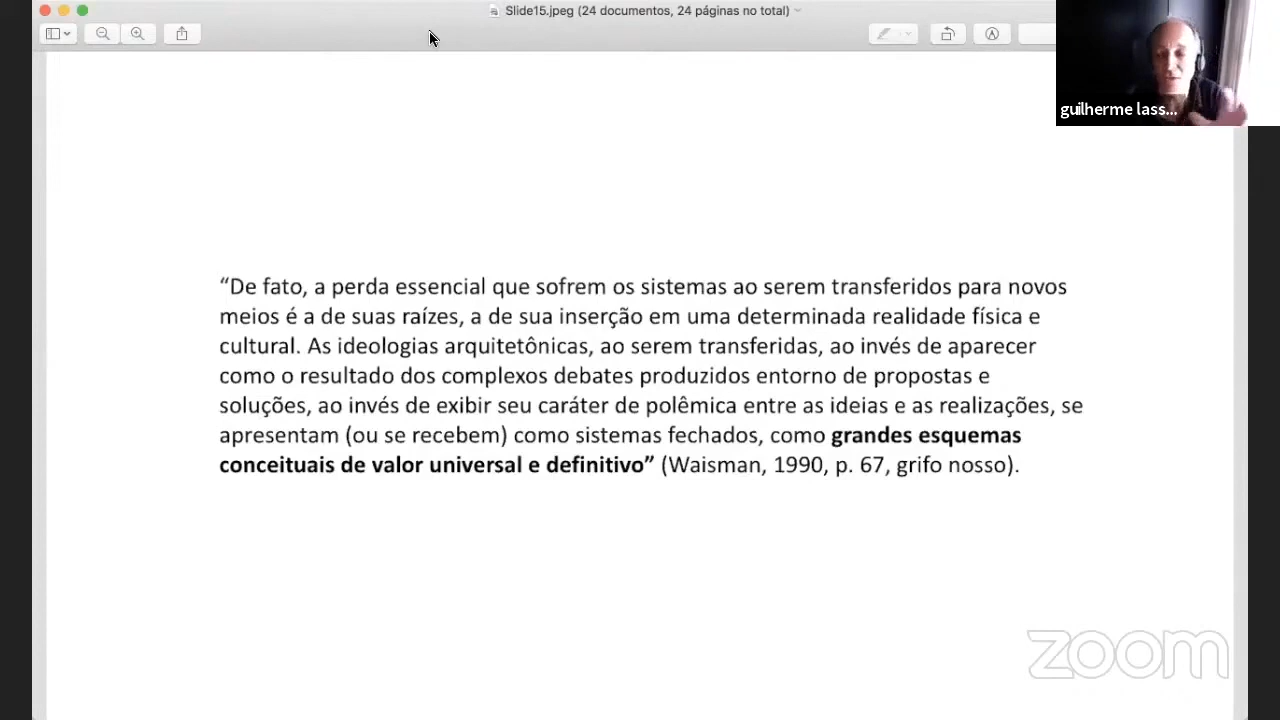 Slide15.jpeg (24 documentos, 24 páginas no total)
guilherme lass...
“De fato, a perda essencial que sofrem os sistemas ao serem transferidos para novos
meios é a de suas raízes, a de sua inserção em uma determinada realidade física e
cultural. As ideologias arquitetônicas, ao serem transferidas, ao invés de aparecer
como o resultado dos complexos debates produzidos entorno de propostas e
soluções, ao invés de exibir seu caráter de polêmica entre as ideias e as realizações, se
apresentam (ou se recebem) como sistemas fechados, como grandes esquemas
conceituais de valor universal e definitivo” (Waisman, 1990, p. 67, grifo nosso).
zoom